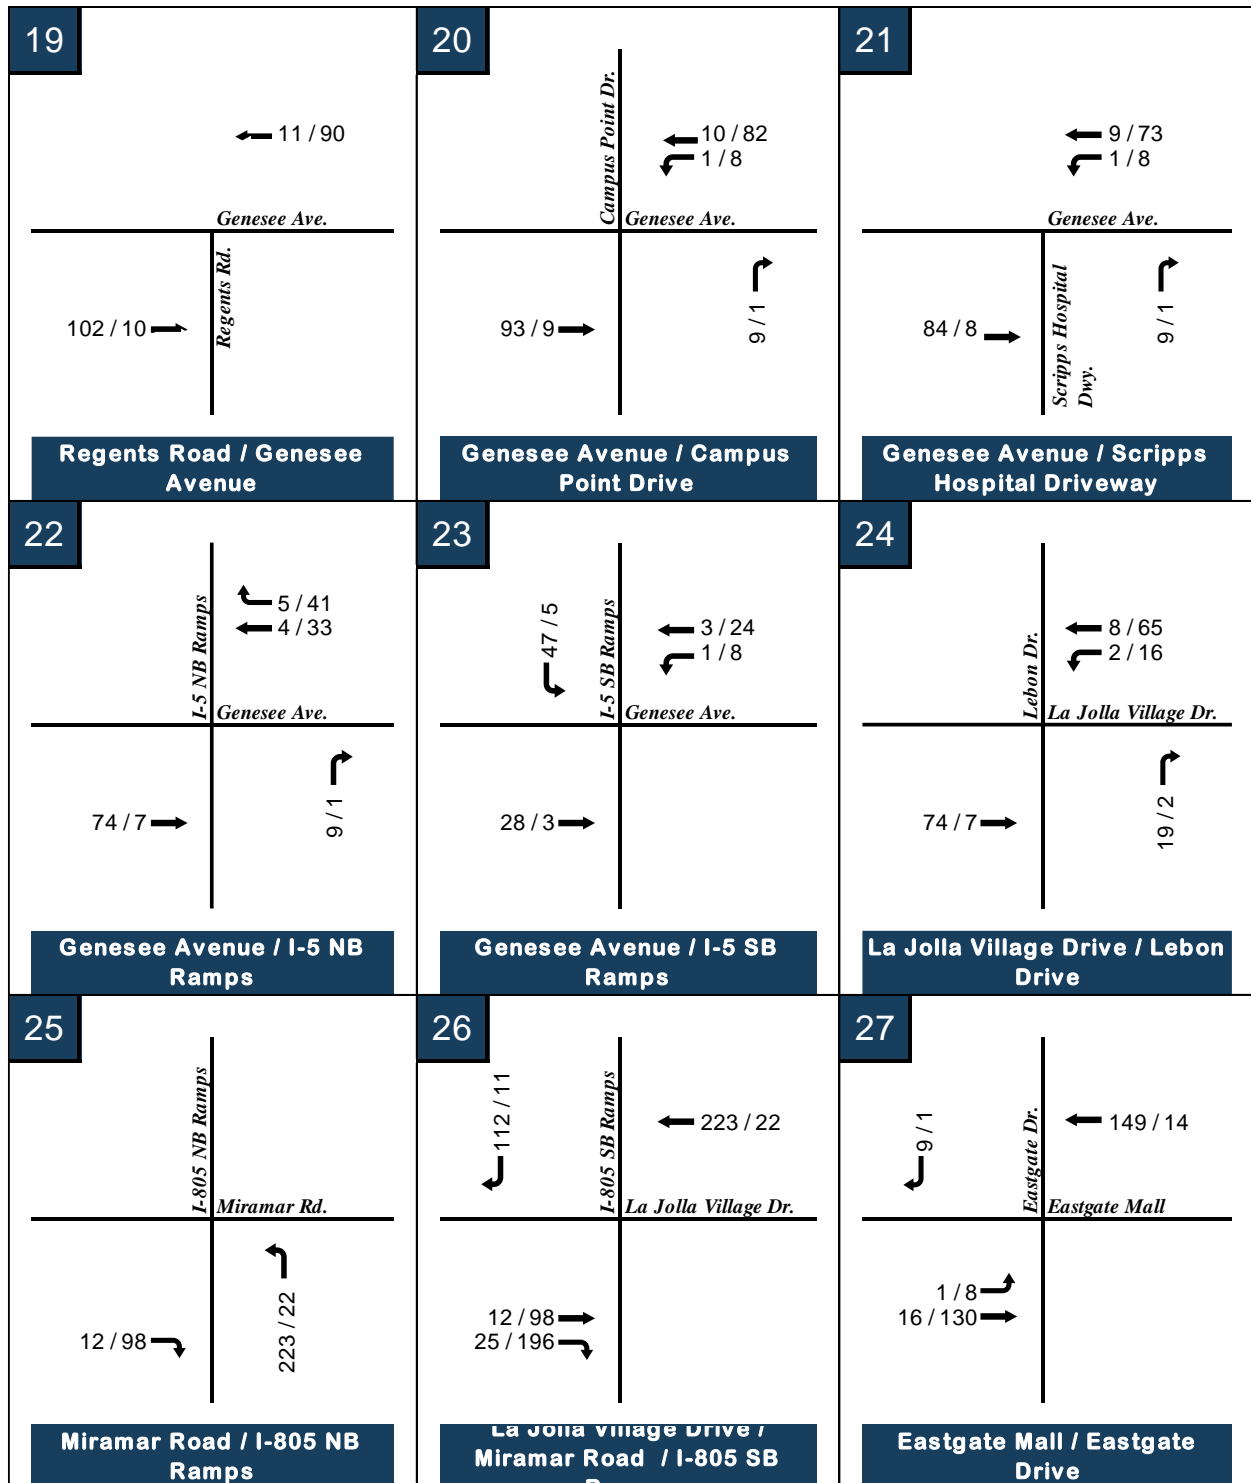 19
11 / 90
Genesee Ave.
Regents Rd.
102 / 10
Regents Road / Genesee
Avenue
20
Campus Point Dr.
10 / 82
1 / 8
Genesee Ave.
93 / 9
9 / 1
Genesee Avenue / Campus
Point Drive
21
9 / 73
1 / 8
Genesee Ave.
84 / 8
Scripps Hospital
Dwy.
9 / 1
Genesee Avenue / Scripps
Hospital Driveway
22
I-5 NB Ramps
5 / 41
4 / 33
Genesee Ave.
74 / 7
9 / 1
Genesee Avenue / I-5 NB
Ramps
23
47 / 5
I-5 SB Ramps
3 / 24
1 / 8
Genesee Ave.
28 / 3
Genesee Avenue / I-5 SB
Ramps
24
Lebon Dr.
8 / 65
2 / 16
La Jolla Village Dr.
74 / 7
19 / 2
La Jolla Village Drive / Lebon
Drive
25
I-805 NB Ramps
Miramar Rd.
12 / 98
223 / 22
Miramar Road / I-805 NB
Ramps
26
112 / 11
I-805 SB Ramps
223 / 22
La Jolla Village Dr.
12 / 98
25 / 196
La Jolla Village Drive /
Miramar Road / I-805 SB
27
9 / 1
Eastgate Dr.
149 / 14
Eastgate Mall
1 / 8
16 / 130
Eastgate Mall / Eastgate
Drive